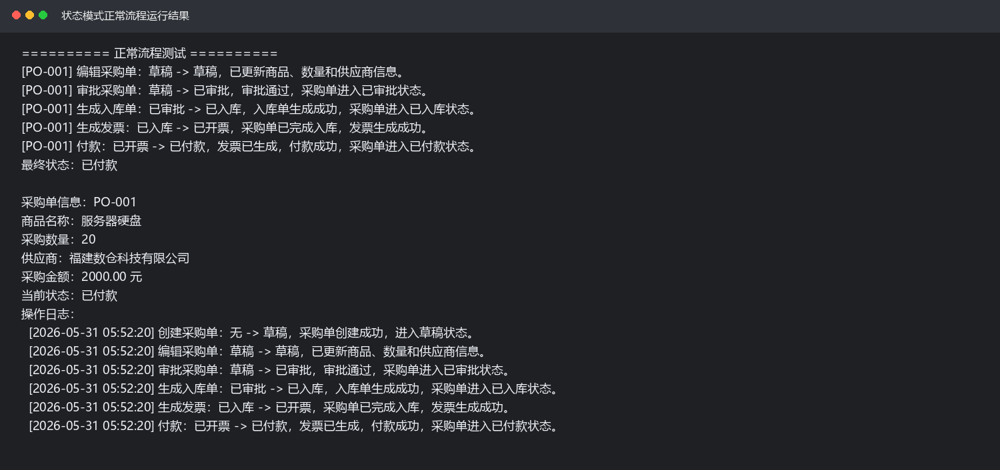 状态模式正常流程运行结果
========== 正常流程测试 ==========
[PO-001] 编辑采购单：草稿 -> 草稿，已更新商品、数量和供应商信息。
[PO-001] 审批采购单：草稿 -> 已审批，审批通过，采购单进入已审批状态。
[PO-001] 生成入库单：已审批 -> 已入库，入库单生成成功，采购单进入已入库状态。
[PO-001] 生成发票：已入库 -> 已开票，采购单已完成入库，发票生成成功。
[PO-001] 付款：已开票 -> 已付款，发票已生成，付款成功，采购单进入已付款状态。
最终状态：已付款
采购单信息：PO-001
商品名称：服务器硬盘
采购数量：20
供应商：福建数仓科技有限公司
采购金额：2000.00 元
当前状态：已付款
操作日志：
[2026-05-31 05:52:20] 创建采购单：无 -> 草稿，采购单创建成功，进入草稿状态。
[2026-05-31 05:52:20] 编辑采购单：草稿 -> 草稿，已更新商品、数量和供应商信息。
[2026-05-31 05:52:20] 审批采购单：草稿 -> 已审批，审批通过，采购单进入已审批状态。
[2026-05-31 05:52:20] 生成入库单：已审批 -> 已入库，入库单生成成功，采购单进入已入库状态。
[2026-05-31 05:52:20] 生成发票：已入库 -> 已开票，采购单已完成入库，发票生成成功。
[2026-05-31 05:52:20] 付款：已开票 -> 已付款，发票已生成，付款成功，采购单进入已付款状态。